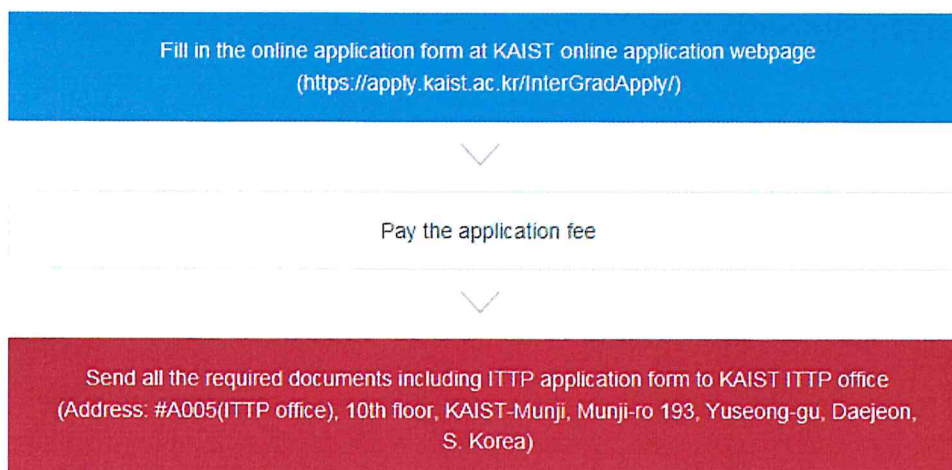 Fill in the online application form at KAIST online application webpage
(https://apply.kaist.ac.kr/InterGradApply/)
Pay the application fee
Send all the required documents including ITTP application form to KAIST ITTP office
(Address: #A005(ITTP office), 10th floor, KAIST-Munji, Munji-ro 193, Yuseong-gu, Daejeon,
S. Korea)